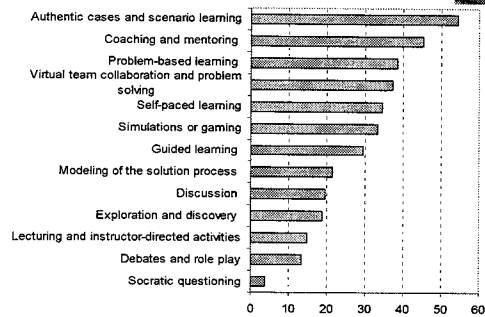 Authentic cases and scenario learning
Coaching and mentoring
Problem-based learning
Virtual team collaboration and problem
solving
Self-paced learning
Simulations or gaming
Guided learning
Modeling of the solution process
Discussion
Exploration and discovery
Lecturing and instructor-directed activities
Debates and role play
Socratic questioning
0 10 20 30 40 50 60